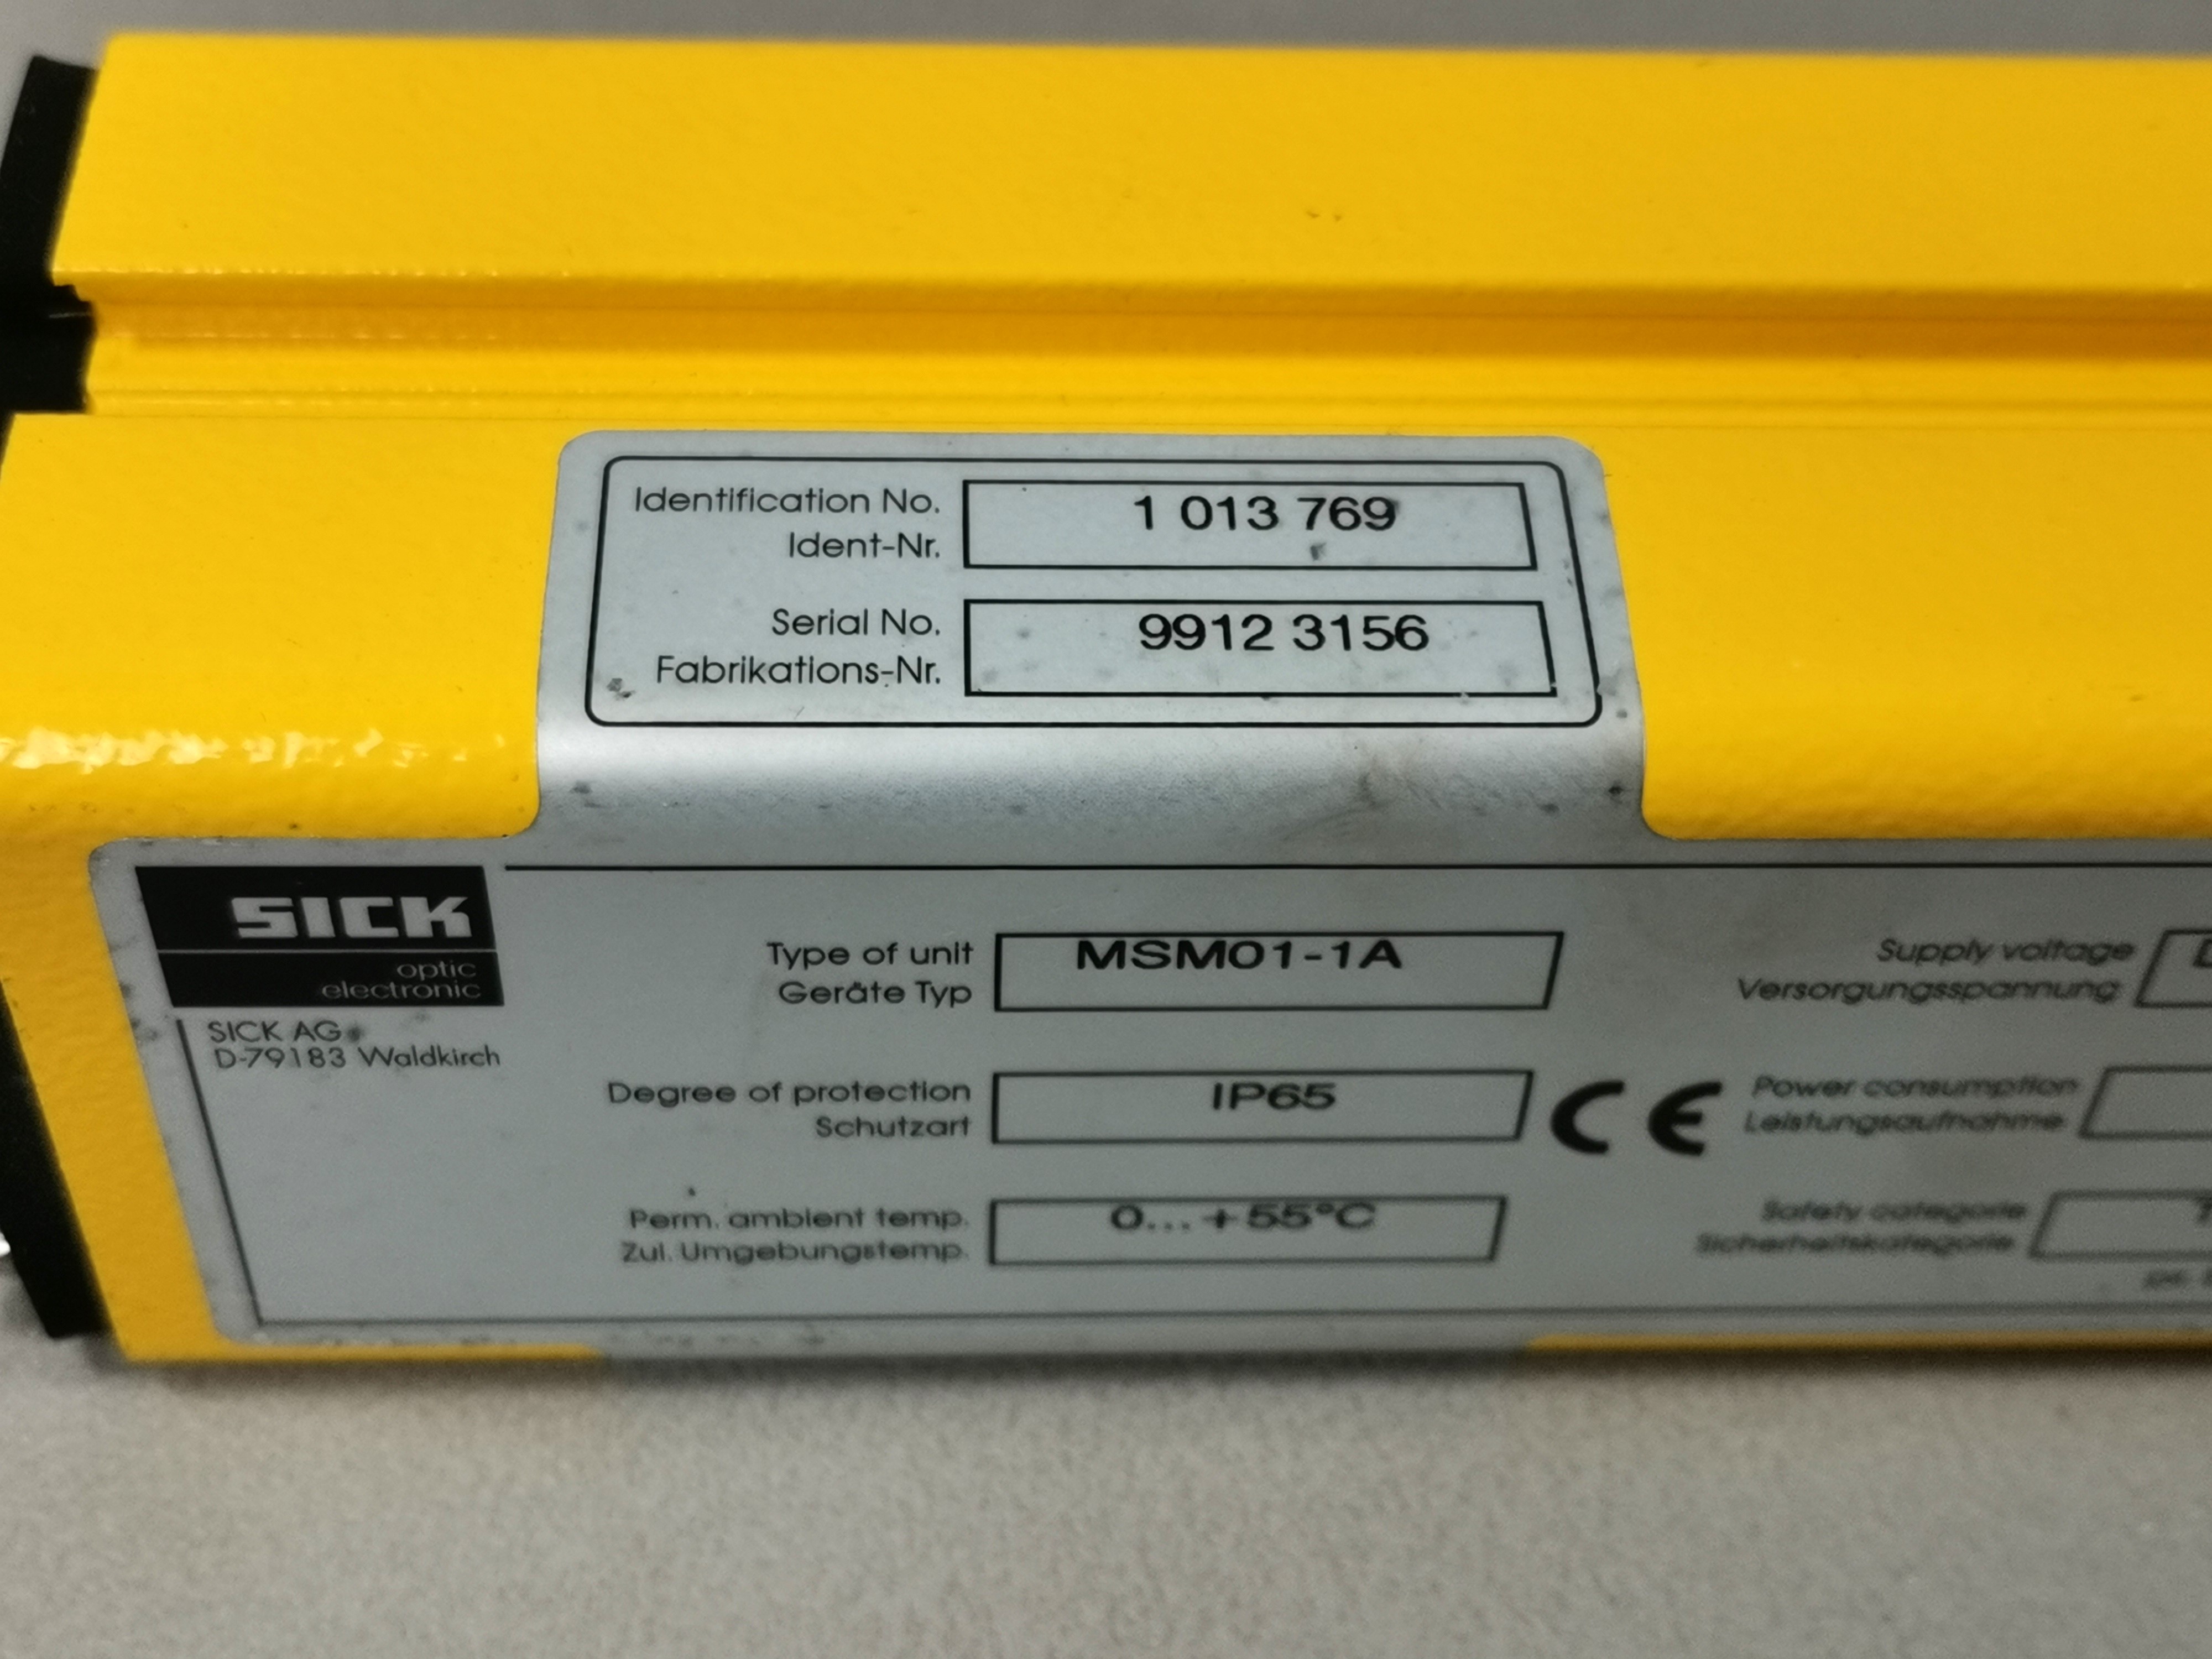 Identification No.
Ident-Nr.
1 013 769
Serial No.
Fabrikations-Nr.
9912 3156
SICK
optic
electronic
SICK AG
D-79183 Waldkirch
Type of unit
Geräte Typ
MSM01-1A
Degree of protection
Schutzart
IP65
Perm. ambient temp.
Zul. Umgebungstemp.
0...+55°C
CE
Supply voltage
Versorgungsspannung
Power consumption
Leistungsaufnahme
Safety categorie
Sicherheitskategorie